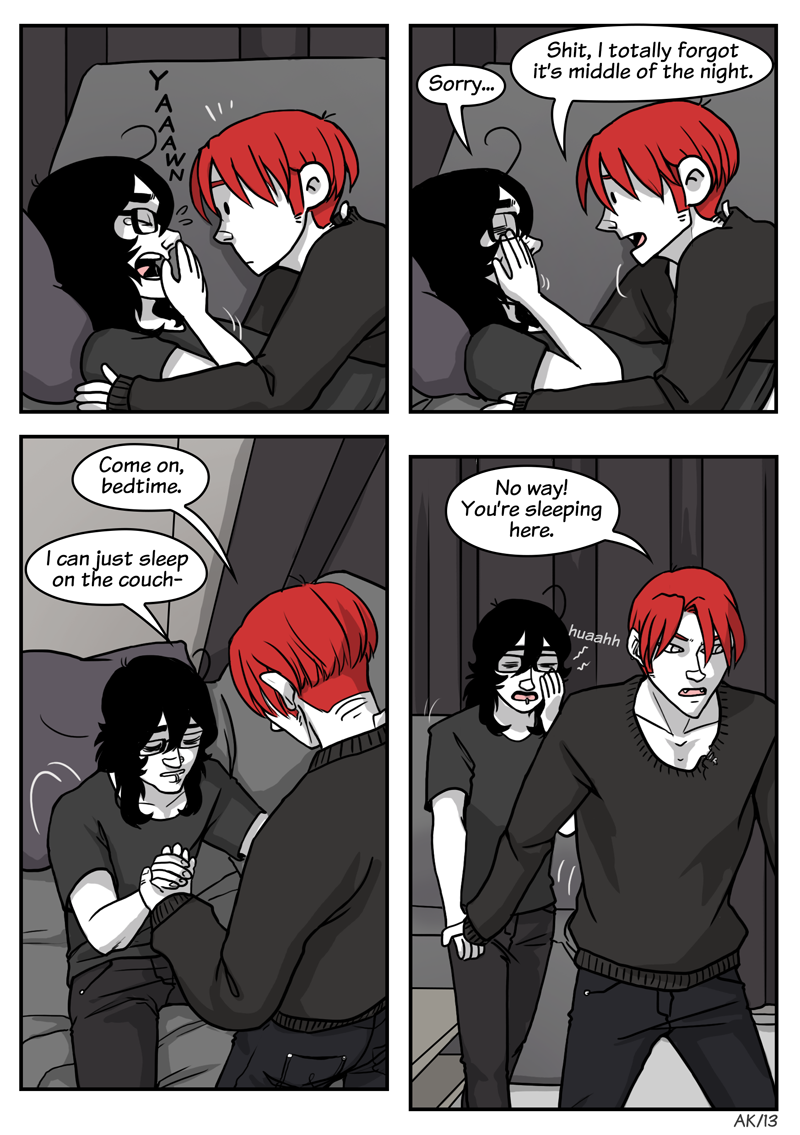 YAAAWN
Sorry...
Shit, I totally forgot
it's middle of the night.
Come on,
bedtime.
I can just sleep
on the couch-
No way!
You're sleeping
here.
huaahh
AK/13